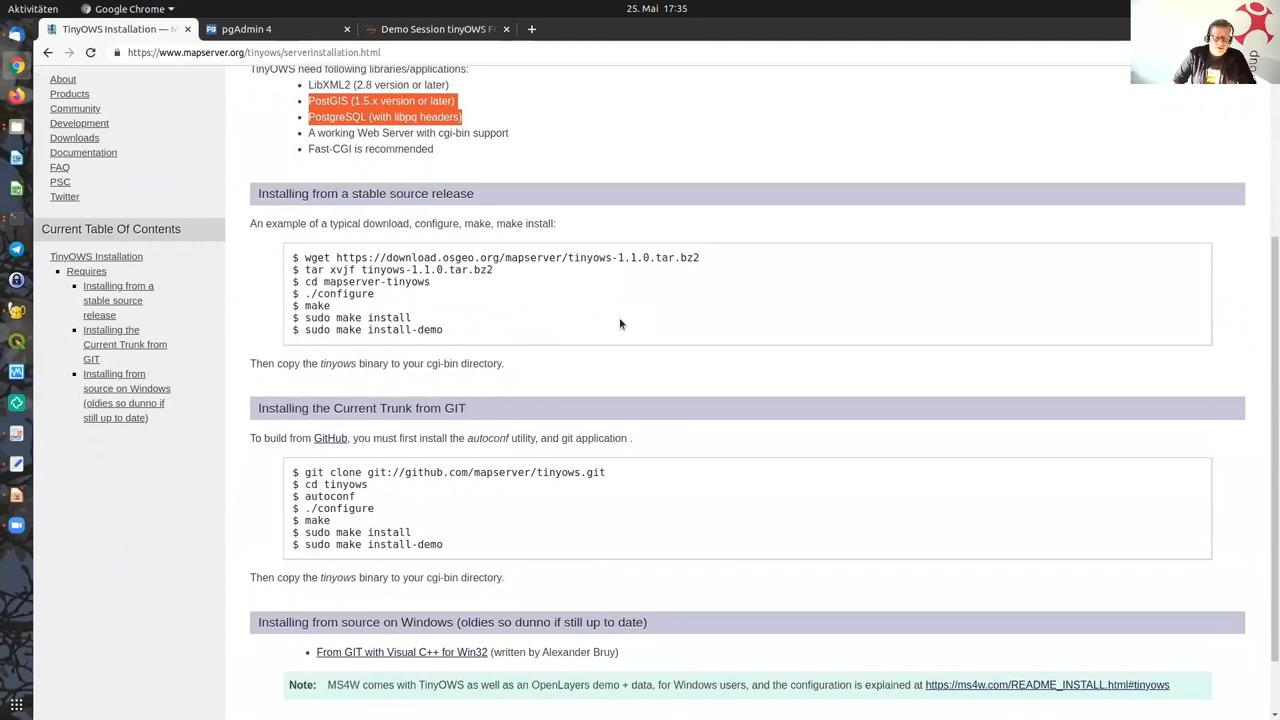 Aktivitäten
Google Chrome
25. Mai 17:35
TinyOWS Installation —
pgAdmin 4
Demo Session tinyOWS FO
https://www.mapserver.org/tinyows/serverinstallation.html
About
Products
Community
Development
Downloads
Documentation
FAQ
PSC
Twitter
Current Table Of Contents
TinyOWS Installation
Requires
Installing from a
stable source
release
Installing the
Current Trunk from
GIT
Installing from
source on Windows
(oldies so dunno if
still up to date)
TinyOWS need following libraries/applications:
LibXML2 (2.8 version or later)
PostGIS (1.5.x version or later)
PostgreSQL (with libpq headers)
A working Web Server with cgi-bin support
Fast-CGI is recommended
Installing from a stable source release
An example of a typical download, configure, make, make install:
$ wget https://download.osgeo.org/mapserver/tinyows-1.1.0.tar.bz2
$ tar xvjf tinyows-1.1.0.tar.bz2
$ cd mapserver-tinyows
$ ./configure
$ make
$ sudo make install
$ sudo make install-demo
Then copy the tinyows binary to your cgi-bin directory.
Installing the Current Trunk from GIT
To build from GitHub, you must first install the autoconf utility, and git application .
$ git clone git://github.com/mapserver/tinyows.git
$ cd tinyows
$ autoconf
$ ./configure
$ make
$ sudo make install
$ sudo make install-demo
Then copy the tinyows binary to your cgi-bin directory.
Installing from source on Windows (oldies so dunno if still up to date)
From GIT with Visual C++ for Win32 (written by Alexander Bruy)
Note: MS4W comes with TinyOWS as well as an OpenLayers demo + data, for Windows users, and the configuration is explained at https://ms4w.com/README_INSTALL.html#tinyows